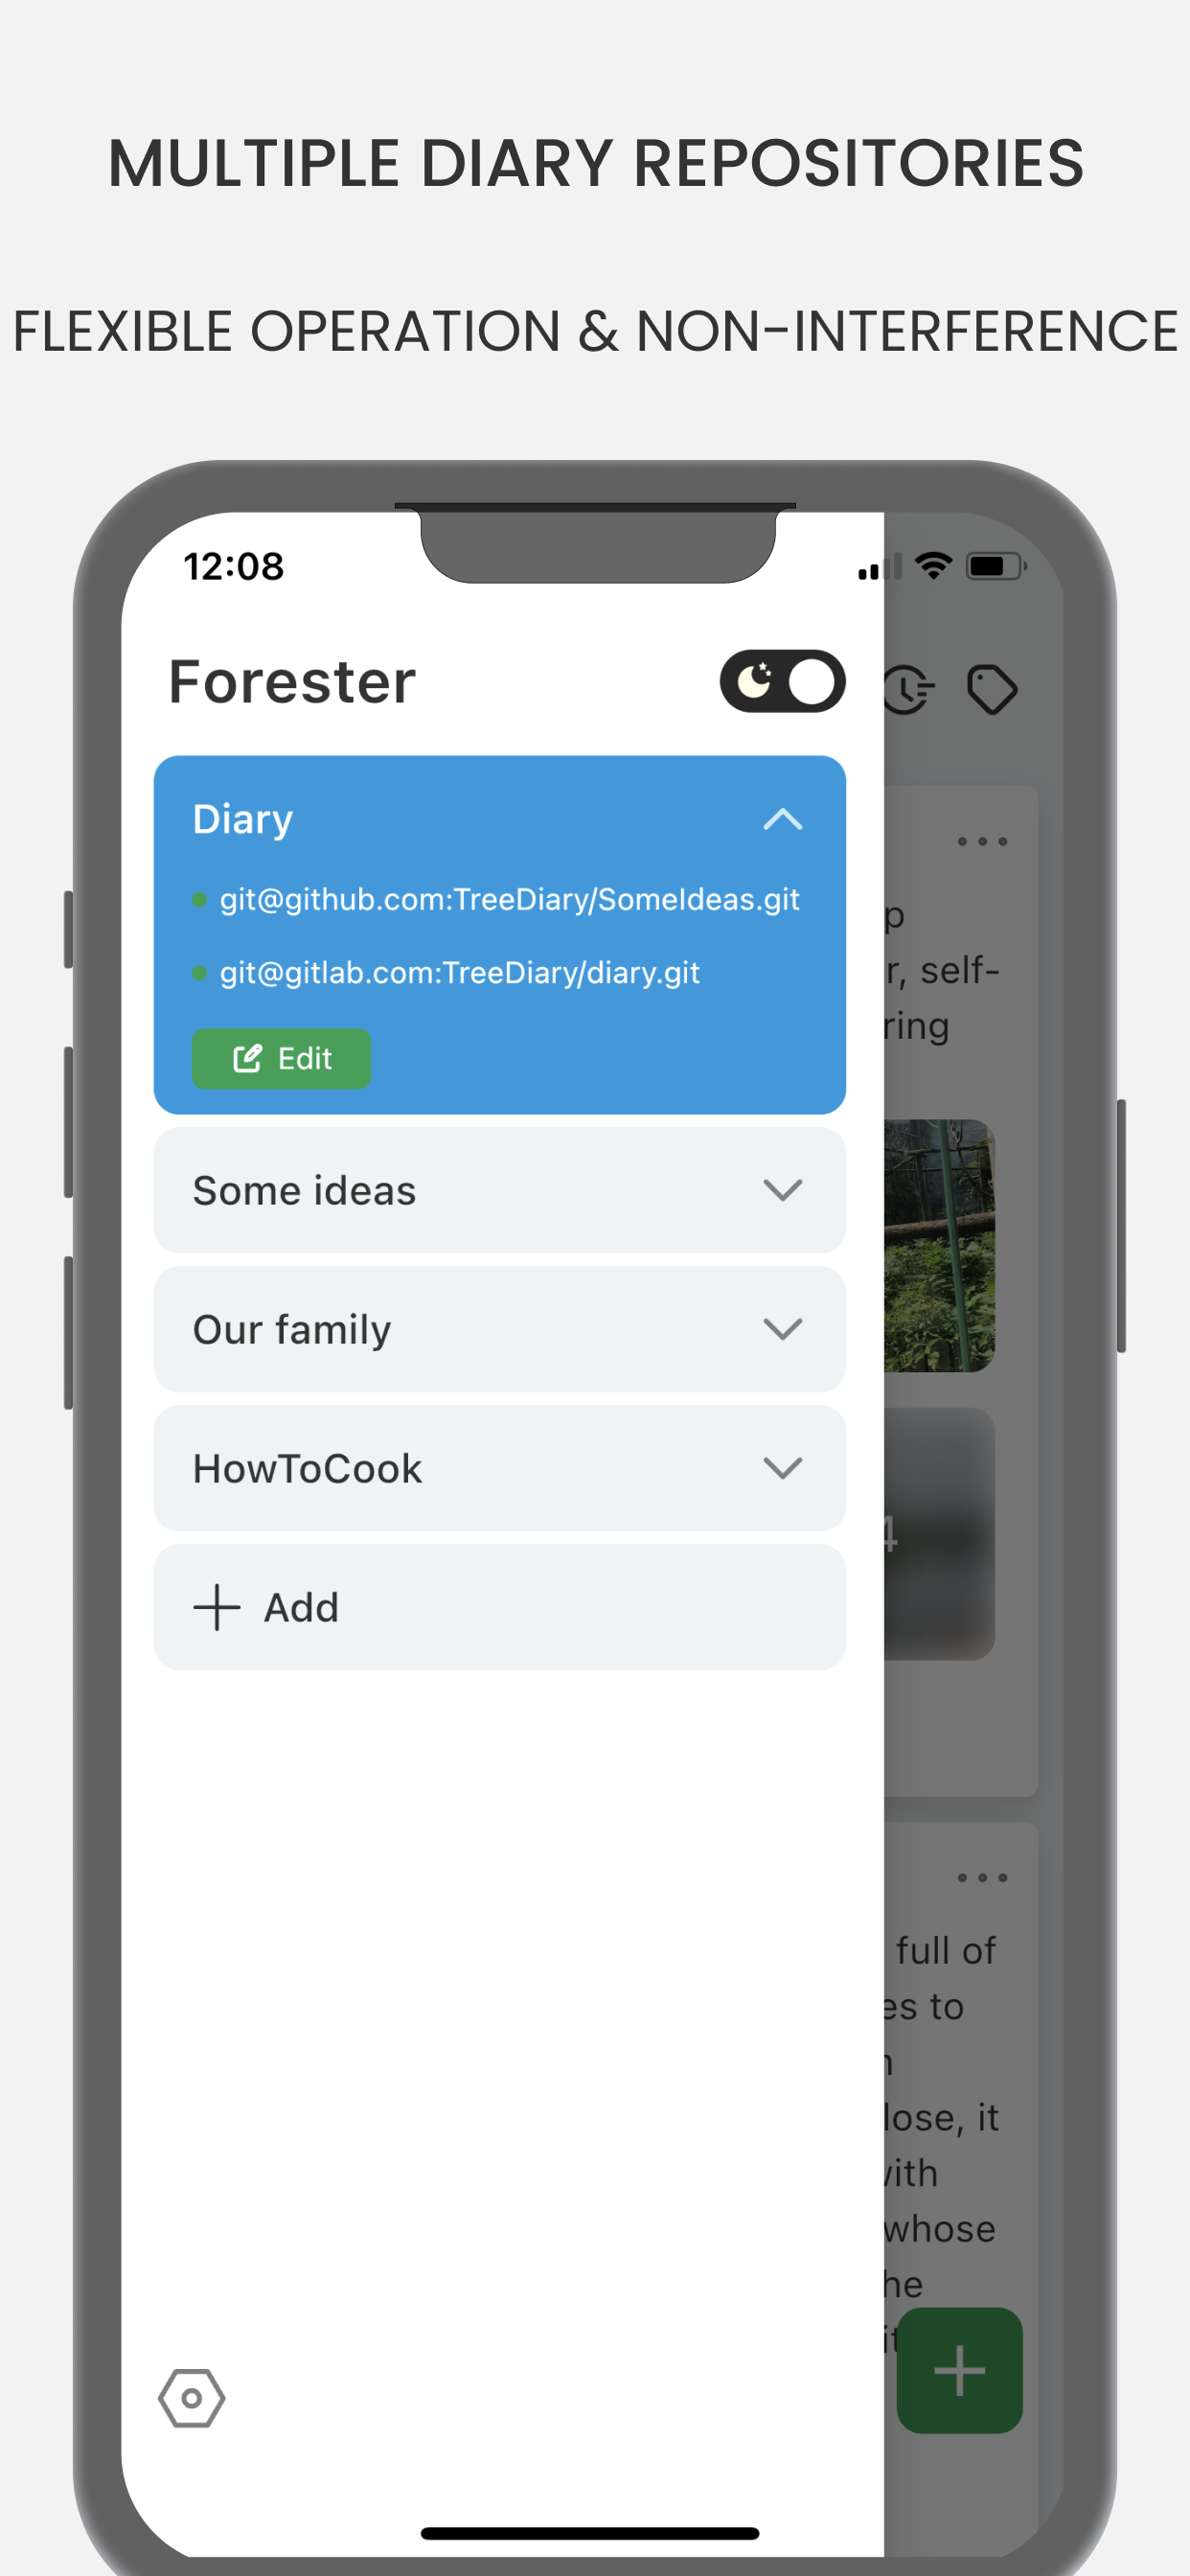 MULTIPLE DIARY REPOSITORIES
FLEXIBLE OPERATION & NON-INTERFERENCE
12:08
Forester
Diary
git@github.com:TreeDiary/SomeIdeas.git
git@gitlab.com:TreeDiary/diary.git
Edit
Some ideas
Our family
HowToCook
Add
r, self-
ring
4
full of
es to
lose, it
with
whose
he